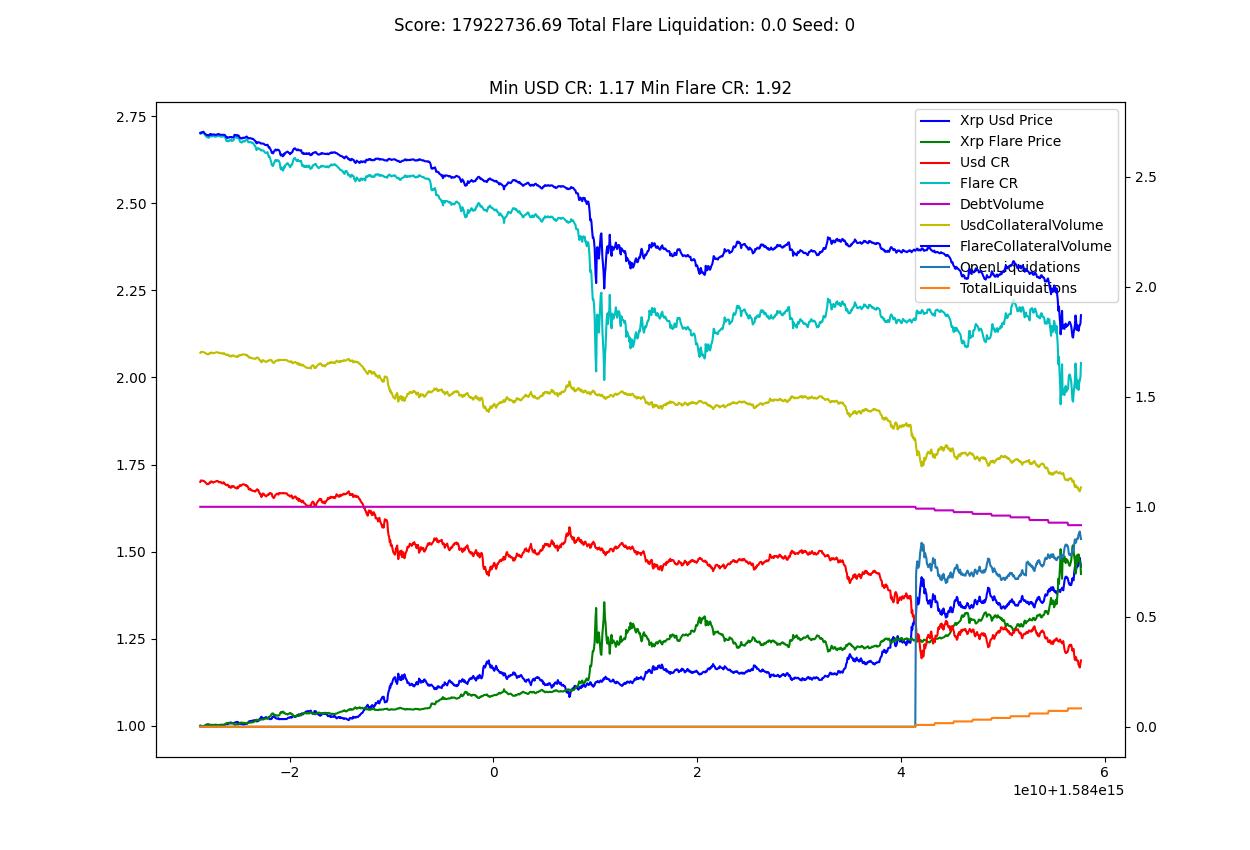 Score: 17922736.69 Total Flare Liquidation: 0.0 Seed: 0
Min USD CR: 1.17 Min Flare CR: 1.92
2.75
2.50
2.25
2.00
1.75
1.50
1.25
1.00
Xrp Usd Price
Xrp Flare Price
Usd CR
Flare CR
DebtVolume
UsdCollateralVolume
FlareCollateralVolume
OpenLiquidations
TotalLiquidations
2.5
2.0
1.5
1.0
0.5
0.0
−2
0
2
4
6
1e10+1.584e15